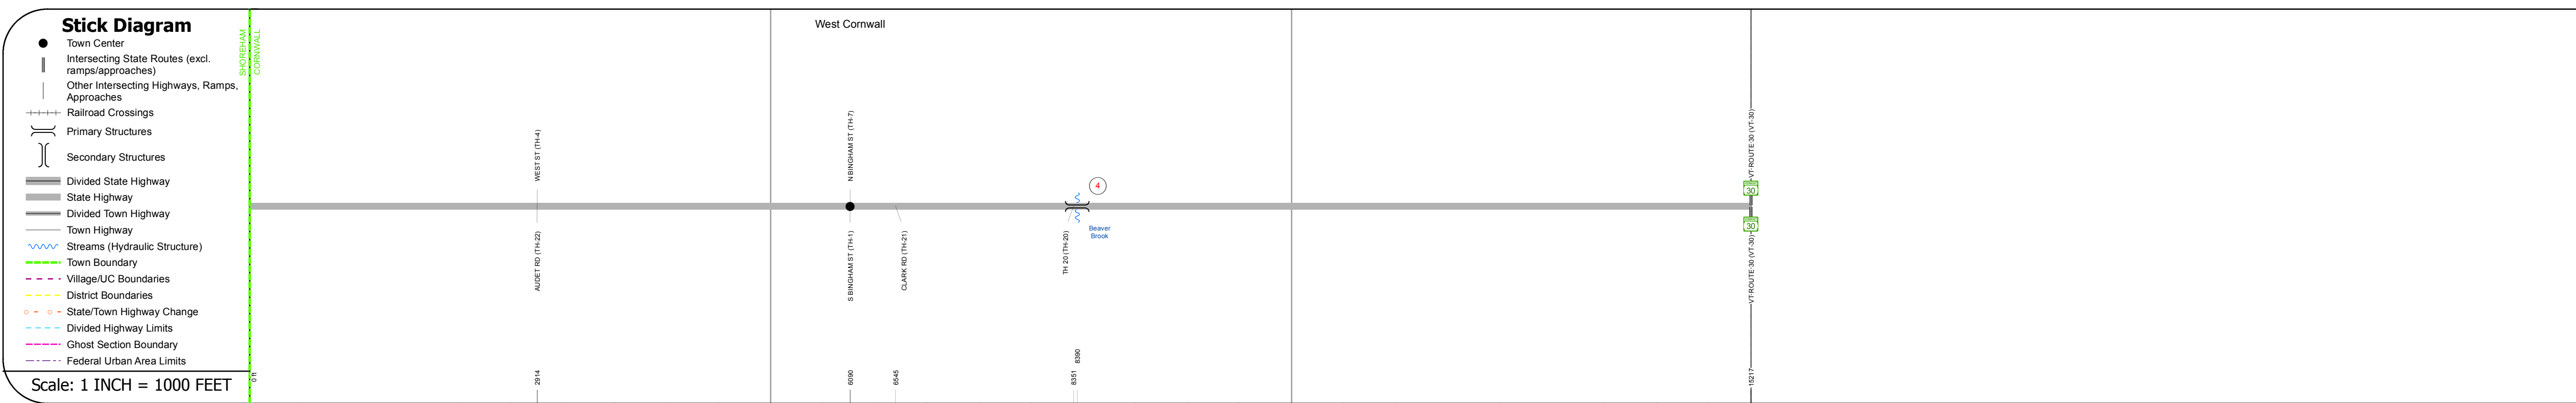 Stick Diagram
Town Center
Intersecting State Routes (excl.
ramps/approaches)
Other Intersecting Highways, Ramps,
Approaches
Railroad Crossings
Primary Structures
Secondary Structures
Divided State Highway
State Highway
Divided Town Highway
Town Highway
Streams (Hydraulic Structure)
Town Boundary
Village/UC Boundaries
District Boundaries
State/Town Highway Change
Divided Highway Limits
Ghost Section Boundary
Federal Urban Area Limits
Scale: 1 INCH = 1000 FEET
SHOREHAM
CORNWALL
West Cornwall
WEST ST (TH-4)
AUDET RD (TH-22)
N BINGHAM ST (TH-7)
S BINGHAM ST (TH-1)
CLARK RD (TH-21)
TH 20 (TH-20)
4
Beaver
Brook
VT-ROUTE-30 (VT-30)
30
30
VT-ROUTE-30 (VT-30)
0 ft
2914
6090
6545
8351
8390
15217